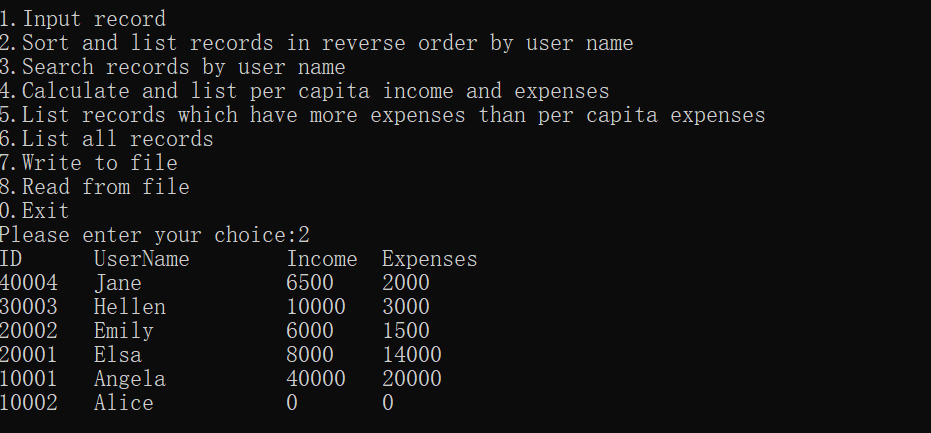 1.Input record
2.Sort and list records in reverse order by user name
3.Search records by user name
4.Calculate and list per capita income and expenses
5.List records which have more expenses than per capita expenses
6.List all records
7.Write to file
8.Read from file
0.Exit
Please enter your choice:2
ID UserName Income Expenses
40004 Jane 6500 2000
30003 Hellen 10000 3000
20002 Emily 6000 1500
20001 Elsa 8000 14000
10001 Angela 40000 20000
10002 Alice 0 0